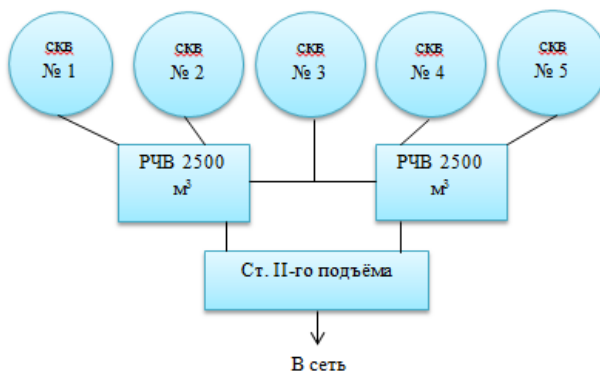 скв
№ 1
скв
№ 2
скв
№ 3
скв
№ 4
скв
№ 5
РЧВ 2500
м³
РЧВ 2500
м³
Ст. II-го подъёма
В сеть